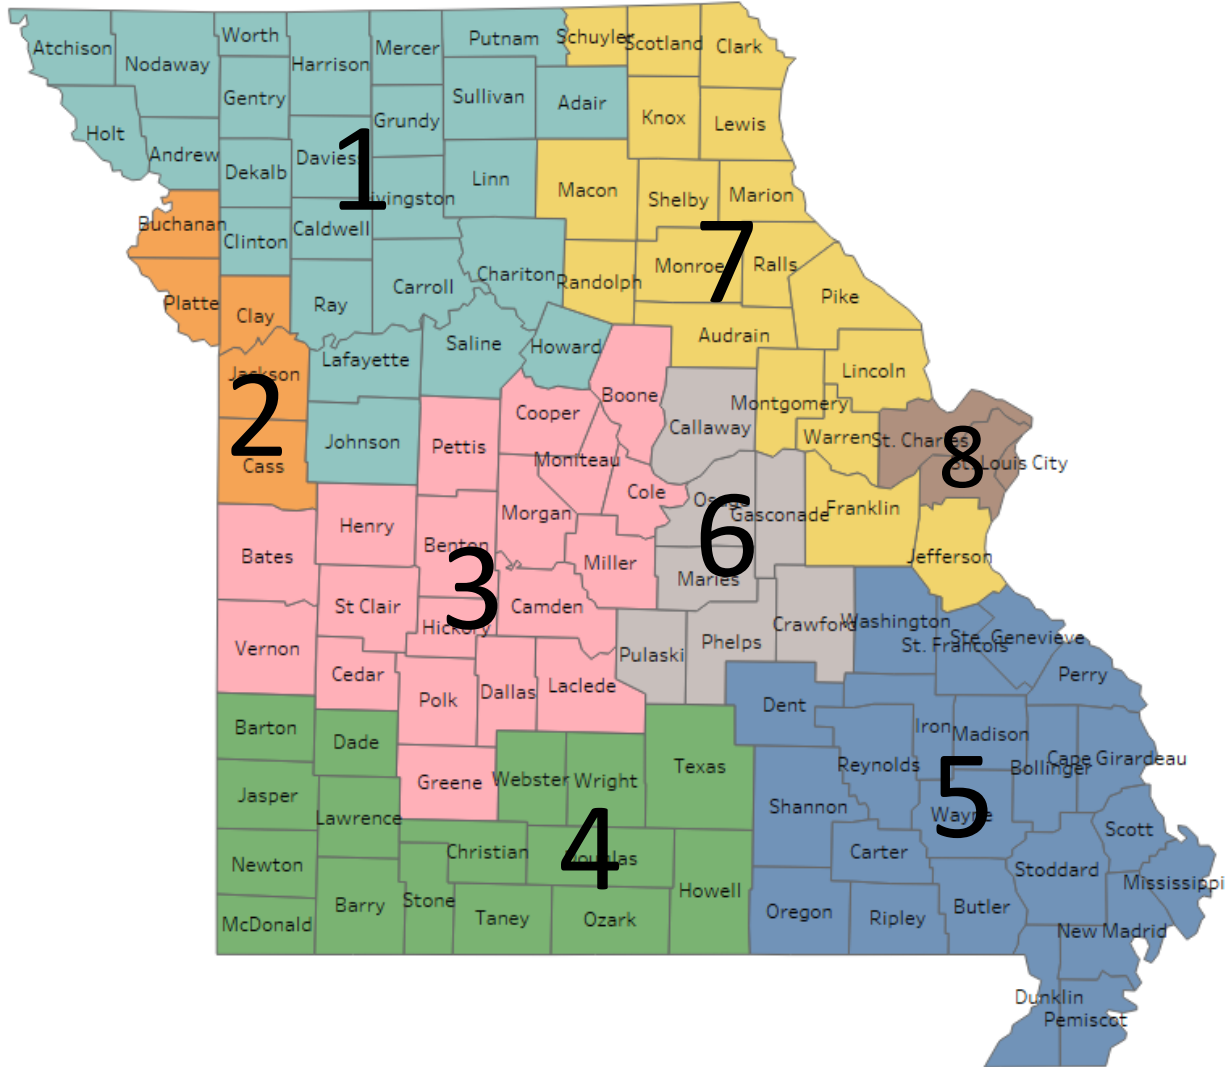 Atchison
Nodaway
Worth
Harrison
Mercer
Putnam
Schuyler
Scotland
Clark
Gentry
Sullivan
Adair
Knox
Lewis
Holt
Andrew
Dekalb
Daviess
Grundy
Livingston
Linn
Macon
Shelby
Marion
1
Buchanan
Clinton
Caldwell
Chariton
Randolph
Monroe
Ralls
Pike
7
Platte
Clay
Ray
Carroll
Saline
Howard
Audrain
Jackson
Lafayette
Boone
Lincoln
2
Cass
Johnson
Pettis
Cooper
Moniteau
Callaway
Montgomery
Warren
St. Charles
St. Louis City
8
Henry
Morgan
Cole
Osage
Gasconade
Franklin
6
Bates
Benton
Miller
Maries
Jefferson
3
St Clair
Hickory
Camden
Pulaski
Phelps
Crawford
Washington
St. Francois
Ste. Genevieve
Vernon
Cedar
Polk
Dallas
Laclede
Dent
Perry
Barton
Dade
Greene
Webster
Wright
Texas
Reynolds
Iron
Madison
Bollinger
Cape Girardeau
Jasper
Lawrence
Christian
Douglas
4
Shannon
Wayne
5
Scott
Newton
Barry
Stone
Taney
Ozark
Howell
Carter
Stoddard
Mississippi
McDonald
Oregon
Ripley
Butler
New Madrid
Dunklin
Pemiscot